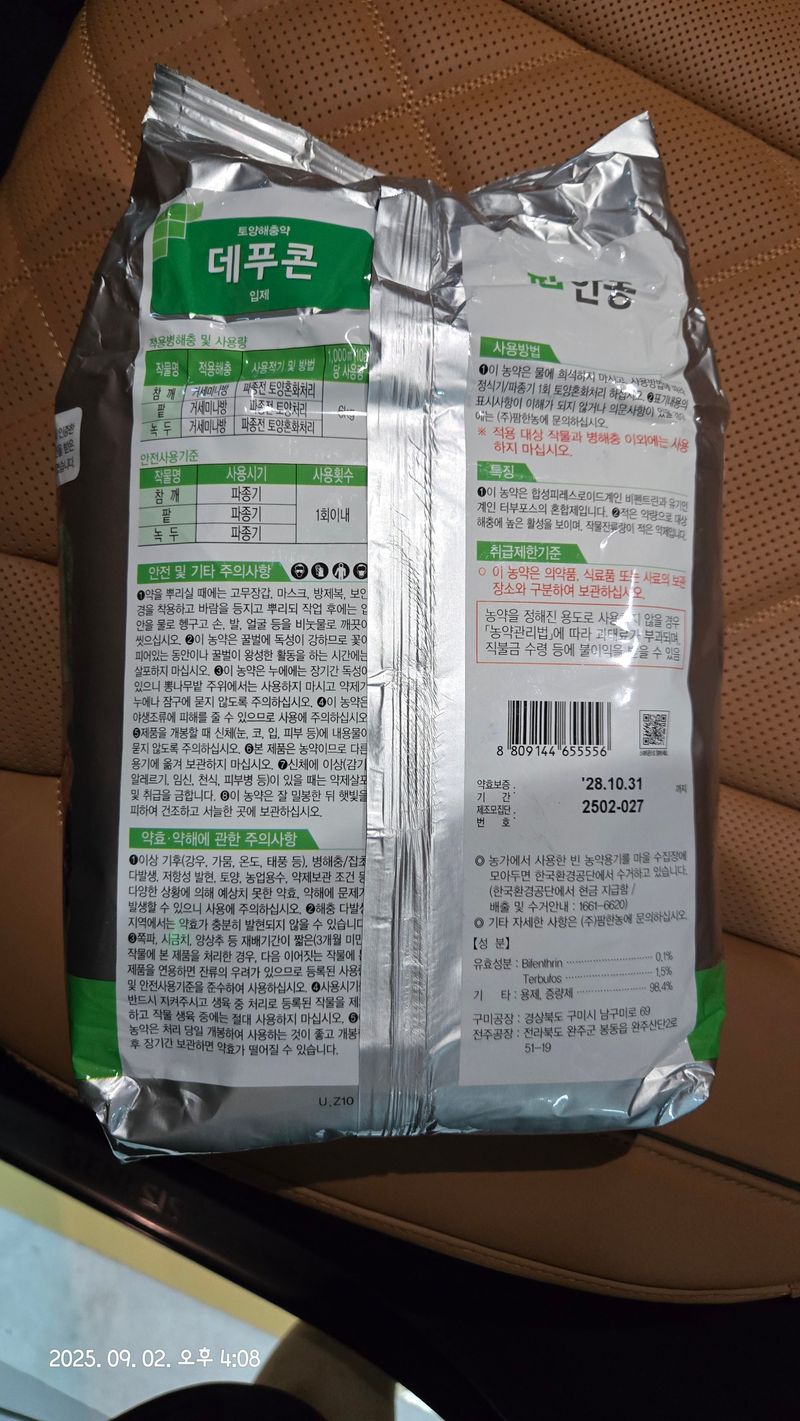 토양해충약
데푸콘
입제
적용병해충 및 사용량
작물명 적용해충 사용적기 및 방법 1,000m
당 사용량
참 깨 거세미나방 파종전 토양혼화처리
팥 거세미나방 파종전 토양처리 6kg
녹 두 거세미나방 파종전 토양혼화처리
안전사용기준
작물명 사용시기 사용횟수
참 깨 파종기
팥 파종기 1회이내
녹 두 파종기
안전 및 기타 주의사항
❶약을 뿌리실 때에는 고무장갑, 마스크, 방제복, 보안
경을 착용하고 바람을 등지고 뿌리되 작업 후에는 입
안을 물로 헹구고 손, 발, 얼굴 등을 비눗물로 깨끗이
씻으십시오. ❷이 농약은 꿀벌에 독성이 강하므로 꽃이
피어있는 동안이나 꿀벌이 왕성한 활동을 하는 시간에는
살포하지 마십시오. ❸이 농약은 누에에는 장기간 독성이
있으니 뽕나무밭 주위에서는 사용하지 마시고 약제가
누에나 잠구에 묻지 않도록 주의하십시오. ❹이 농약은
야생조류에 피해를 줄 수 있으므로 사용에 주의하십시오
❺제품을 개봉할 때 신체(눈, 코, 입, 피부 등)에 내용물이
묻지 않도록 주의하십시오. ❻본 제품은 농약이므로 다른
용기에 옮겨 보관하지 마십시오. ❼신체에 이상(감기
알레르기, 임신, 천식, 피부병 등)이 있을 때는 약제살포
및 취급을 금합니다. ❽이 농약은 잘 밀봉한 뒤 햇빛을
피하여 건조하고 서늘한 곳에 보관하십시오.
약효·약해에 관한 주의사항
❶이상 기후(강우, 가뭄, 온도, 태풍 등), 병해충/잡초
다발생, 저항성 발현, 토양, 농업용수, 약제보관 조건 등
다양한 상황에 의해 예상치 못한 약효, 약해에 문제가
발생할 수 있으니 사용에 주의하십시오. ❷해충 다발생
지역에서는 약효가 충분히 발현되지 않을 수 있습니다
❸쪽파, 시금치, 양상추 등 재배기간이 짧은(3개월 미만
작물에 본 제품을 처리한 경우, 다음 이어짓는 작물에
제품을 연용하면 잔류의 우려가 있으므로 등록된 사용
및 안전사용기준을 준수하여 사용하십시오. ❹사용시기
반드시 지켜주시고 생육 중 처리로 등록된 작물을 제
하고 작물 생육 중에는 절대 사용하지 마십시오. ❺
농약은 처리 당일 개봉하여 사용하는 것이 좋고 개봉
후 장기간 보관하면 약효가 떨어질 수 있습니다.
U.Z10
사용방법
❶이 농약은 물에 희석하지 마시고, 사용방법에 따라
정식기/파종기 1회 토양혼화처리 하십시오. ❷표기내용의
표시사항이 이해가 되지 않거나 의문사항이 있을
에는 (주)팜한농에 문의하십시오.
※ 적용 대상 작물과 병해충 이외에는 사용
하지 마십시오.
특징
❶이 농약은 합성피레스로이드계인 비펜트린과 유기인
계인 터부포스의 혼합제입니다. ❷적은 약량으로 대상
해충에 높은 활성을 보이며, 작물잔류량이 적은 약제입니다.
취급제한기준
○ 이 농약은 의약품, 식료품 또는 사료의 보관
장소와 구분하여 보관하십시오.
농약을 정해진 용도로 사용하지 않을 경우
「농약관리법」에 따라 과태료가 부과되며,
직불금 수령 등에 불이익을 받을 수 있음
8 809144 655556
약효보증 : '28.10.31 까지
기 간
제조모집단 : 2502-027
번 호
◎ 농가에서 사용한 빈 농약용기를 마을 수집장에
모아두면 한국환경공단에서 수거하고 있습니다.
(한국환경공단에서 현금 지급함 /
배출 및 수거안내 : 1661-6620)
◎ 기타 자세한 사항은 (주)팜한농에 문의하십시오.
【성 분】
유효성분 : Bifenthrin 0.1%
Terbufos 1.5%
기 타 : 용제, 증량제 98.4%
구미공장 : 경상북도 구미시 남구미로 69
전주공장 : 전라북도 완주군 봉동읍 완주산단2로
51-19
2025. 09. 02. 오후 4:08